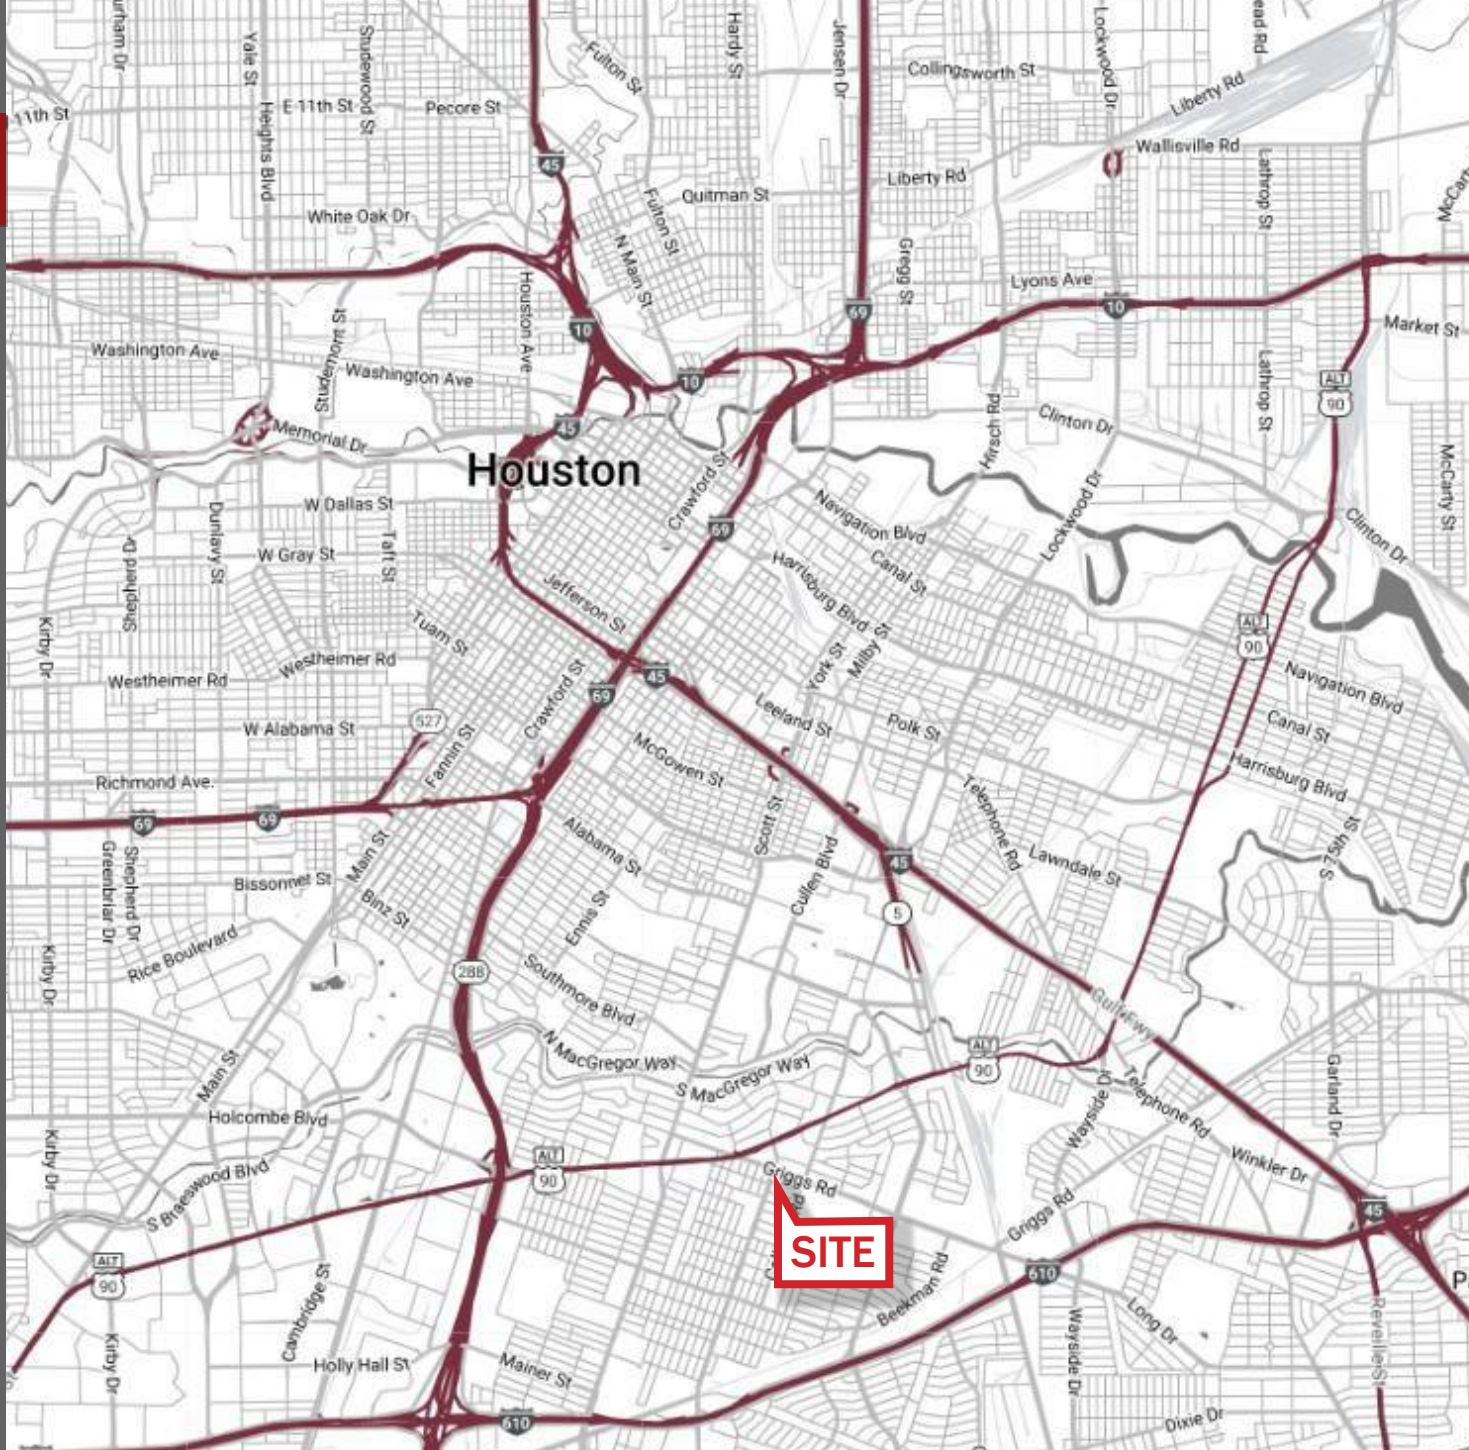 Yale St
Studewood St
Fulton St
Hardy St
Jensen Dr
Collingsworth St
Lockwood Dr
Liberty Rd
11th St
Heights Blvd
E 11th St
Pecore St
45
Wallisville Rd
Liberty Rd
Quitman St
Lathrop St
White Oak Dr
Fulton St
N Main St
Gregg St
Lyons Ave
Houston Ave
10
69
10
Market St
Washington Ave
Studemont St
Washington Ave
10
Lathrop St
ALT
90
Memorial Dr
45
Hirsch Rd
Clinton Dr
McCarty St
Houston
Crawford St
Dunlavy St
W Dallas St
69
Navigation Blvd
Lockwood Dr
Clinton Dr
Shepherd D
W Gray St
Taft St
Jefferson St
Harrisburg Blvd
Canal St
Kirby Dr
Tuam St
ALT
90
Westheimer Rd
Westheimer Rd
York St
Milby St
Navigation Blvd
45
69
Crawford St
W Alabama St
527
Fannin St
McGowen St
Leeland St
Polk St
Canal St
Richmond Ave.
Harrisburg Blvd
69
69
Telephone Rd
Scott St
S 75th St
Shepherd Dr
Greenbriar Dr
Main St
Alabama St
Cullen Blvd
45
Lawndale St
Bissonnet St
Binz St
Ennis St
5
Rice Boulevard
Kirby Dr
288
Southmore Blvd
Gulf Fwy
N MacGregor Way
S MacGregor Way
ALT
90
Main St
Telephone Rd
Garland Dr
Holcombe Blvd
Wayside D
Kirby Dr
S Braeswood Blvd
ALT
90
Griggs Rd
Winkler Dr
Griggs Rd
45
SITE
610
ALT
90
Cambridge St
Beekman Rd
Long Dr
Wayside Dr
Reveille St
Kirby Dr
Holly Hall St
Mainer St
610
Dixie Dr